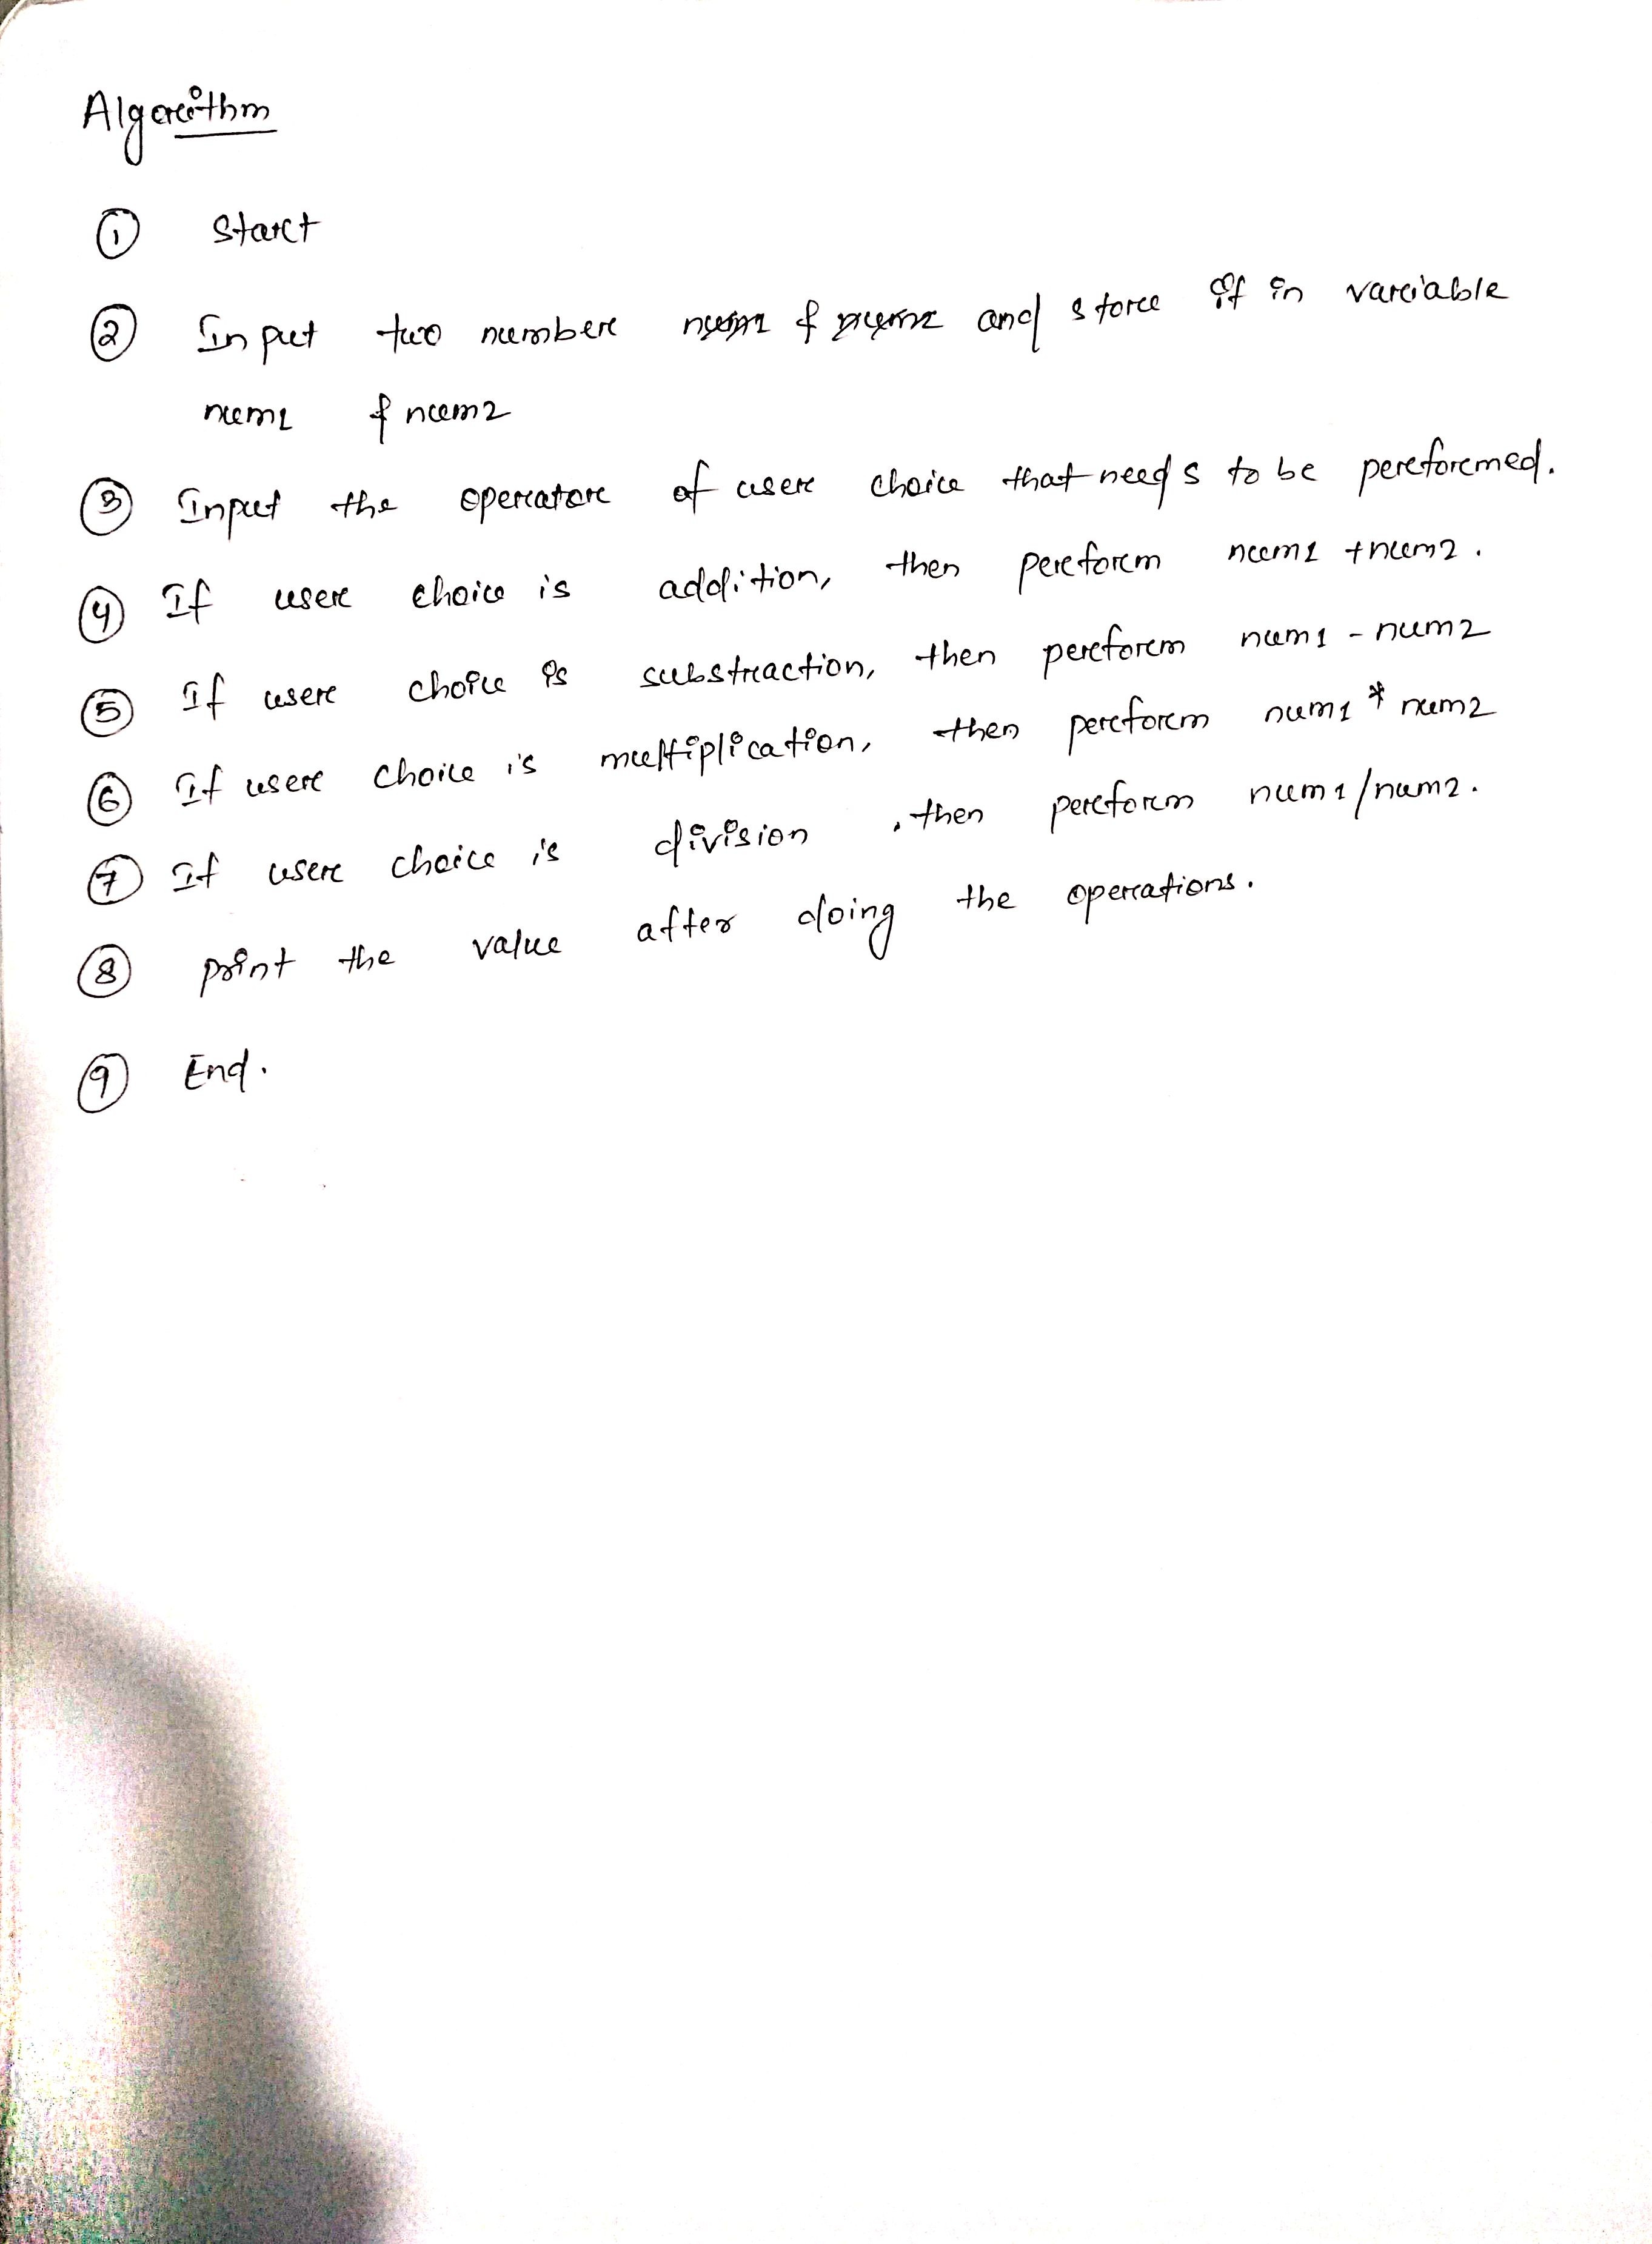 Algorithm
① Start
② Input two number and store it in variable
num1 & num2
③ Input the operator of user choice that needs to be performed.
④ If user choice is addition, then perform num1 + num2.
⑤ If user choice is substraction, then perform num1 - num2
⑥ If user choice is multiplication, then perform num1 * num2
⑦ If user choice is division, then perform num1/num2.
⑧ print the value after doing the operations.
⑨ End.